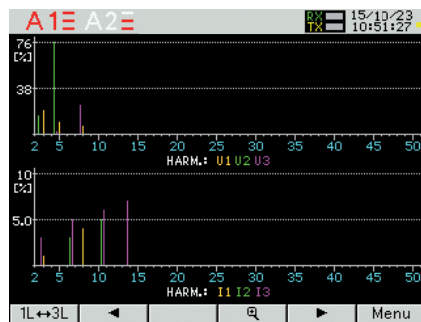 A1 A2 RX TX 15/10/23 10:51:27
76
[%]
38
2 5 10 15 20 25 30 35 40 45 50
HARM.: U1 U2 U3
10
[%]
5.0
2 5 10 15 20 25 30 35 40 45 50
HARM.: I1 I2 I3
1L↔3L ◄ ► Menu